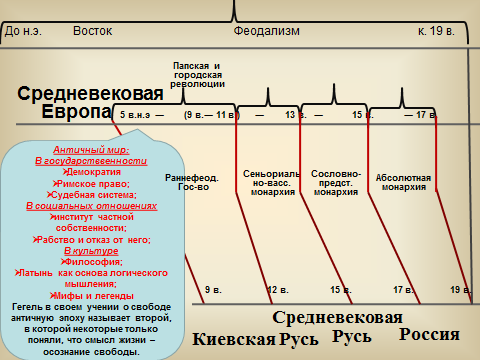 До н.э. Восток Феодализм к. 19 в.
Папская и
городская
революции
Средневековая
Европа
5 в.н.э — (9 в.— 11 в.) — 13 в. — 15 в. — 17 в.
Античный мир:
В государственности
➤Демократия
➤Римское право;
➤Судебная система;
В социальных отношениях
➤институт частной
собственности;
➤Рабство и отказ от него;
В культуре
➤Философия;
➤Латынь как основа логического
мышления;
➤Мифы и легенды
Гегель в своем учении о свободе
античную эпоху называет второй,
в которой некоторые только
поняли, что смысл жизни –
осознание свободы.
Раннефеод.
Гос-во
Сеньориаль
но-васс.
монархия
Сословно-
предст.
монархия
Абсолютная
монархия
9 в. 12 в. 15 в. 17 в. 19 в.
Киевская Русь
Средневековая
Русь
Россия